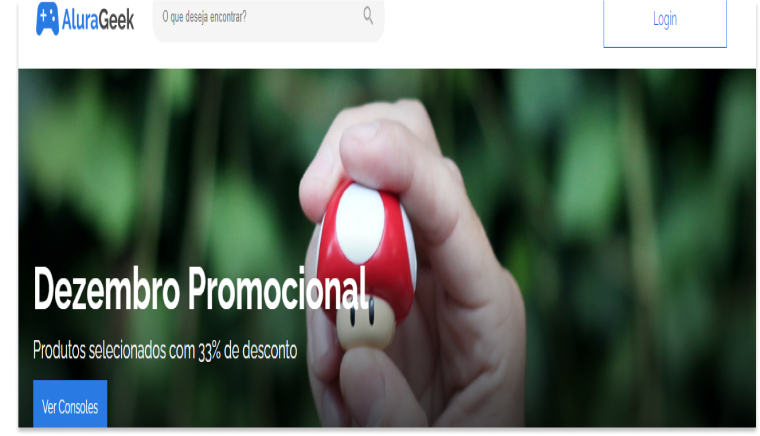 AluraGeek
O que deseja encontrar?
Login
Dezembro Promocional
Produtos selecionados com 33% de desconto
Ver Consoles